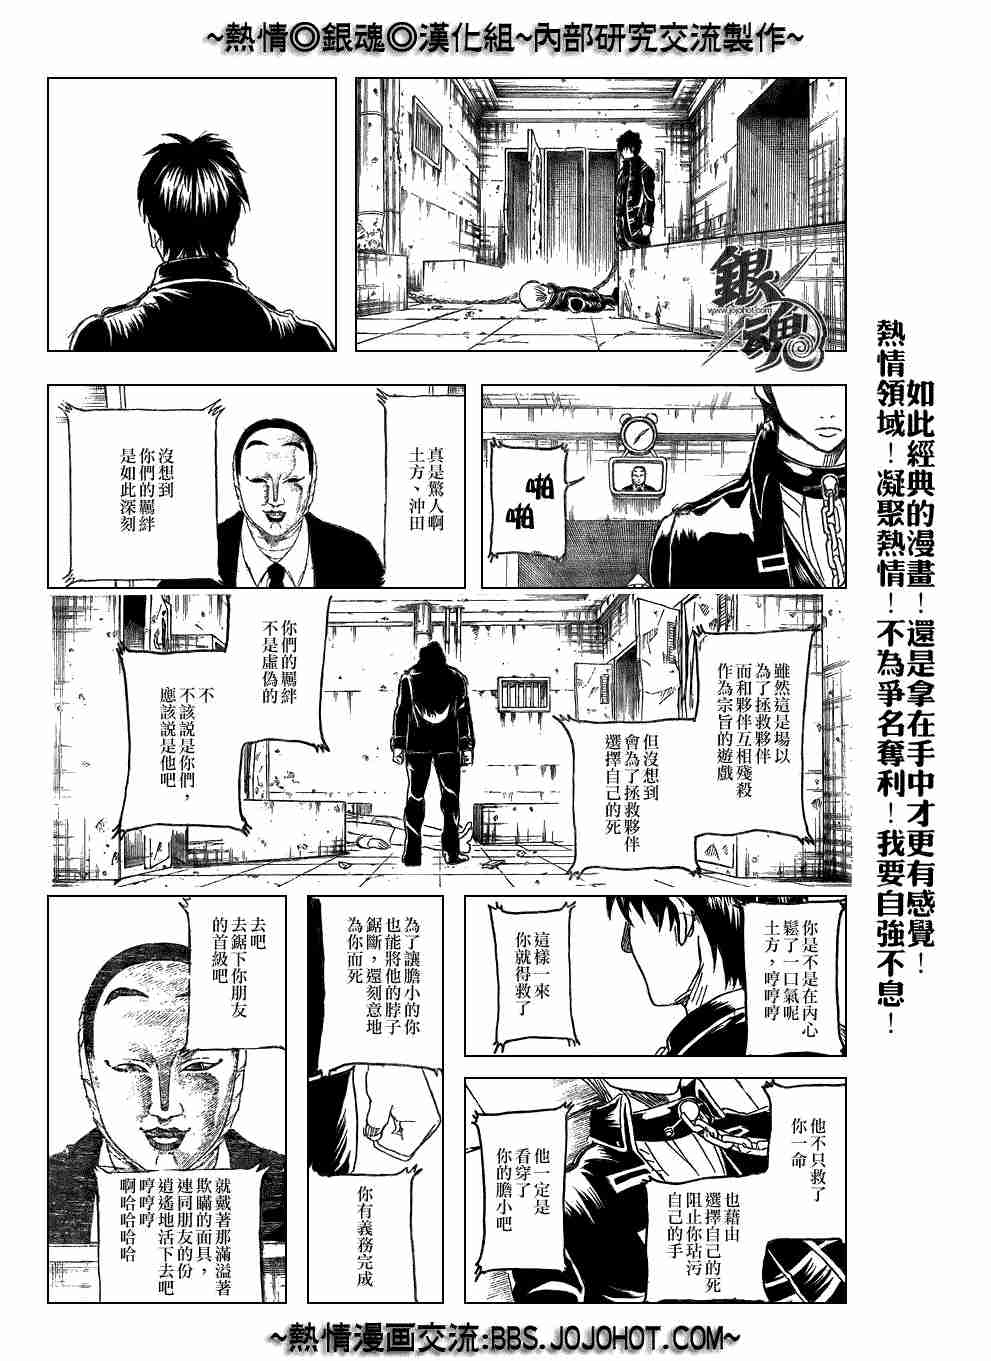 ~熱情◎銀魂◎漢化組~內部研究交流製作~
銀魂
www.jojohot.com
如此經典的漫畫！還是拿在手中才更有感覺！
熱情領域！凝聚熱情！不為爭名奪利！我要自強不息！
啪
啪
真是驚人啊
土方、沖田
沒想到
你們的羈絆
是如此深刻
雖然這是場以
為了拯救夥伴
而和夥伴互相殘殺
作為宗旨的遊戲
但沒想到
會為了拯救夥伴
選擇自己的死
你們的羈絆
不是虛偽的
不
不該說是你們，
應該說是他吧
你是不是在內心
鬆了一口氣呢
土方，哼哼哼
這樣一來
你就得救了
他不只救了
你一命
也藉由
選擇自己的死
阻止你玷污
自己的手
他一定是
看穿了
你的膽小吧
為了讓膽小的你
也能將他的脖子
鋸斷，還刻意地
為你而死
你有義務完成
去吧
去鋸下你朋友
的首級吧
就戴著那滿溢著
欺瞞的面具，
連同朋友的份
逍遙地活下去吧
哼哼哼
啊哈哈哈哈
~熱情漫画交流:BBS.JOJOHOT.COM~